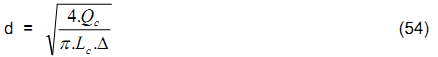 d = √(4.Q_c / π.L_c.Δ) (54)